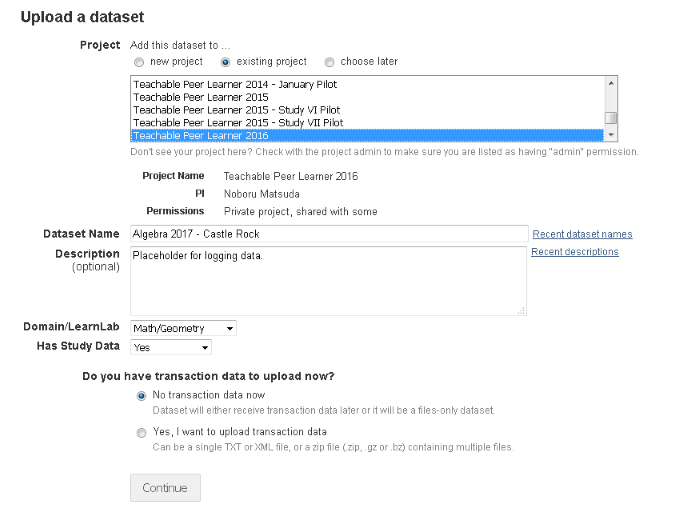 Upload a dataset
Project Add this dataset to ...
new project existing project choose later
Teachable Peer Learner 2014 - January Pilot
Teachable Peer Learner 2015
Teachable Peer Learner 2015 - Study VI Pilot
Teachable Peer Learner 2015 - Study VII Pilot
Teachable Peer Learner 2016
Don't see your project here? Check with the project admin to make sure you are listed as having "admin" permission.
Project Name Teachable Peer Learner 2016
PI Noboru Matsuda
Permissions Private project, shared with some
Dataset Name Algebra 2017 - Castle Rock Recent dataset names
Description Placeholder for logging data. Recent descriptions
(optional)
Domain/LearnLab Math/Geometry
Has Study Data Yes
Do you have transaction data to upload now?
No transaction data now
Dataset will either receive transaction data later or it will be a files-only dataset.
Yes, I want to upload transaction data
Can be a single TXT or XML file, or a zip file (.zip, .gz or .bz) containing multiple files.
Continue